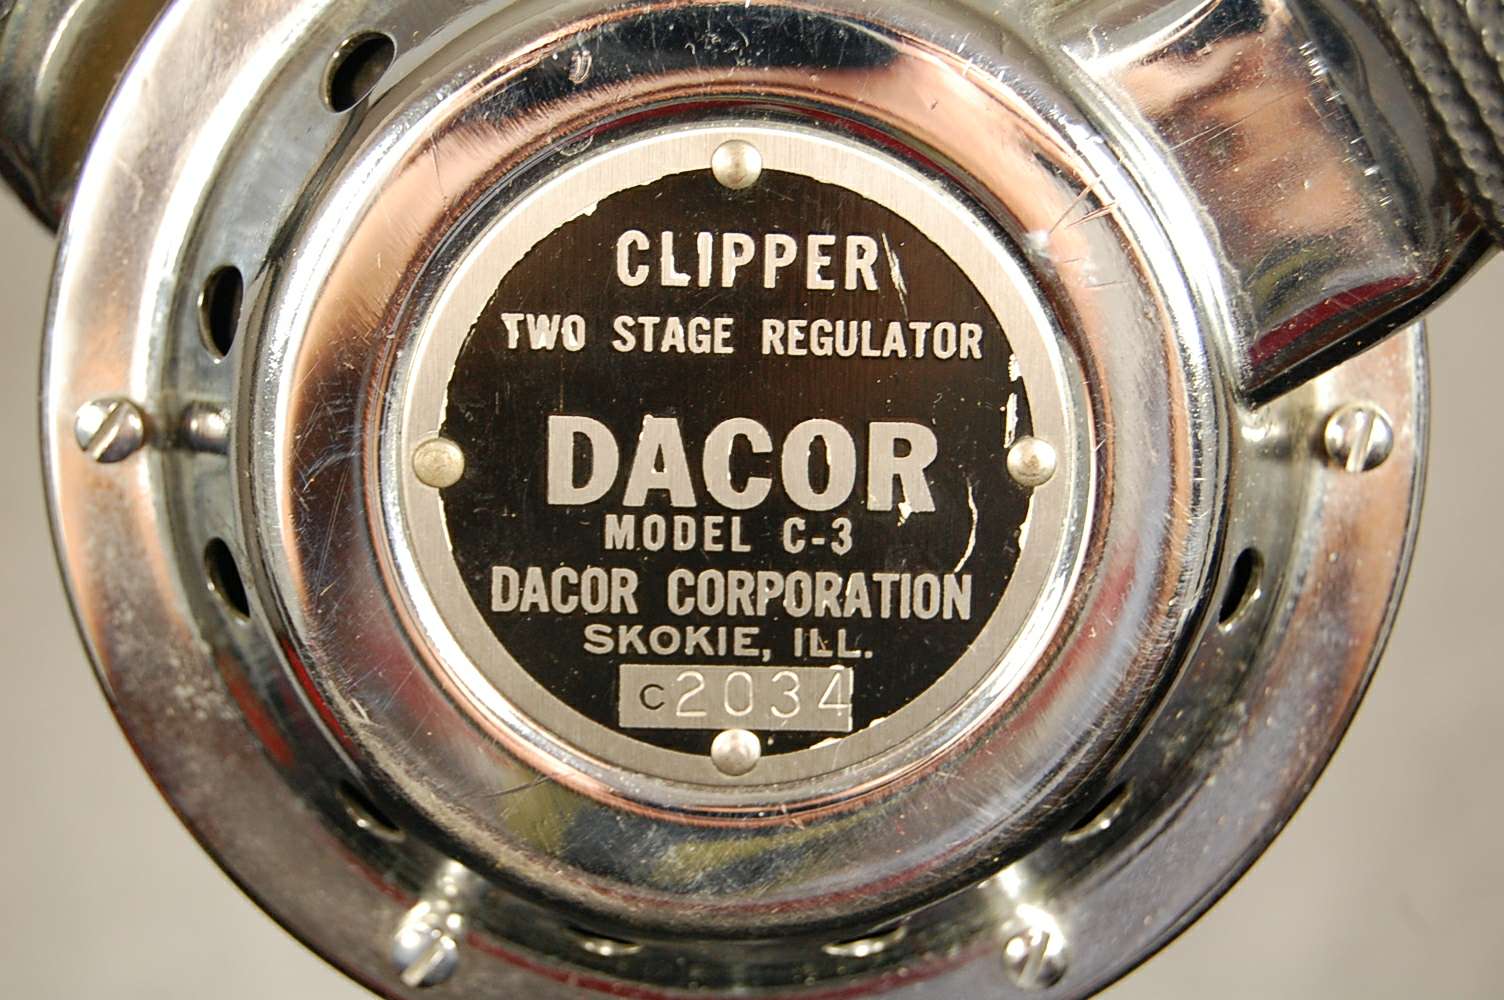 CLIPPER
TWO STAGE REGULATOR
DACOR
MODEL C-3
DACOR CORPORATION
SKOKIE, ILL.
C2034